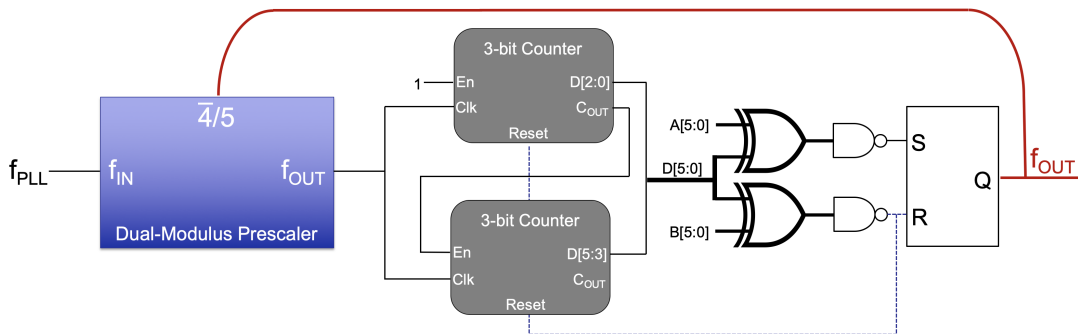 3-bit Counter
1
En
D[2:0]
Clk
C_OUT
Reset
4̅/5
f_PLL
f_IN
f_OUT
Dual-Modulus Prescaler
3-bit Counter
En
D[5:3]
Clk
C_OUT
Reset
A[5:0]
D[5:0]
B[5:0]
S
Q
R
f_OUT